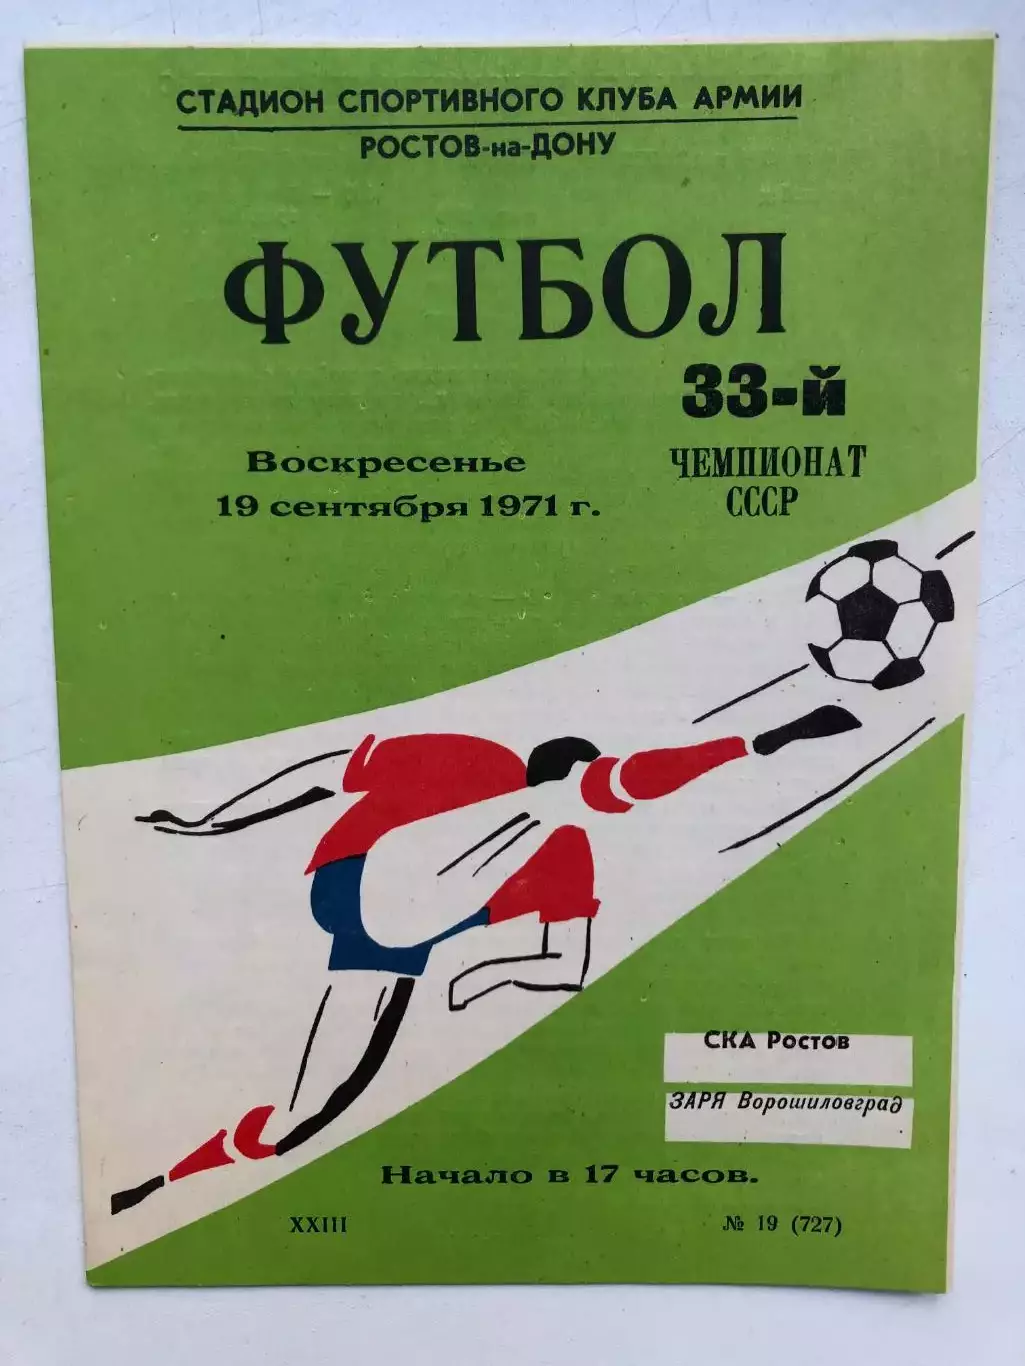 СТАДИОН СПОРТИВНОГО КЛУБА АРМИИ
РОСТОВ-на-ДОНУ
ФУТБОЛ
33-й
ЧЕМПИОНАТ
СССР
Воскресенье
19 сентября 1971 г.
СКА Ростов
ЗАРЯ Ворошиловград
Начало в 17 часов.
XXIII
№ 19 (727)